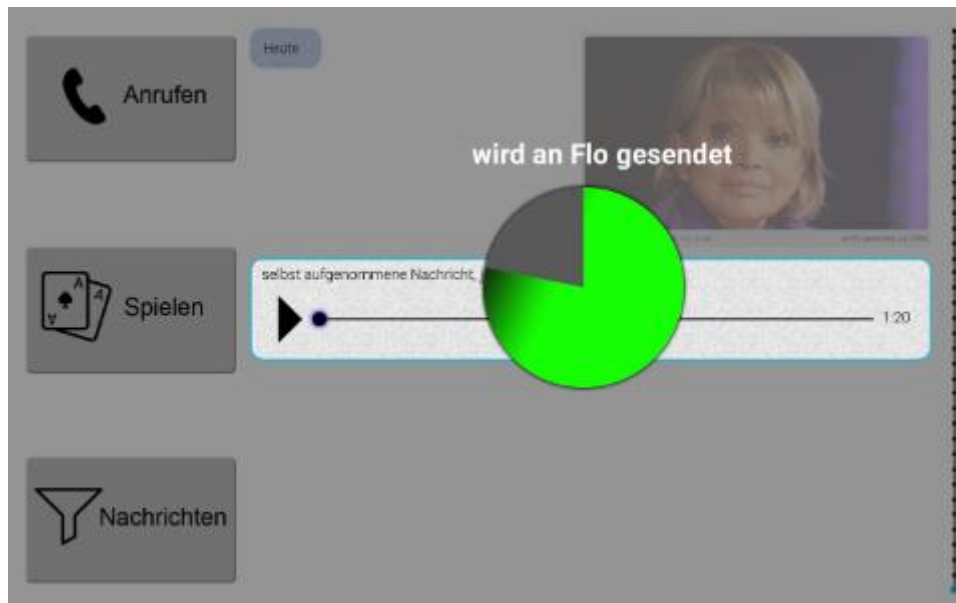 Anrufen
Heute
wird an Flo gesendet
Spielen
A
A
A
selbst aufgenommene Nachricht,
1:20
Nachrichten